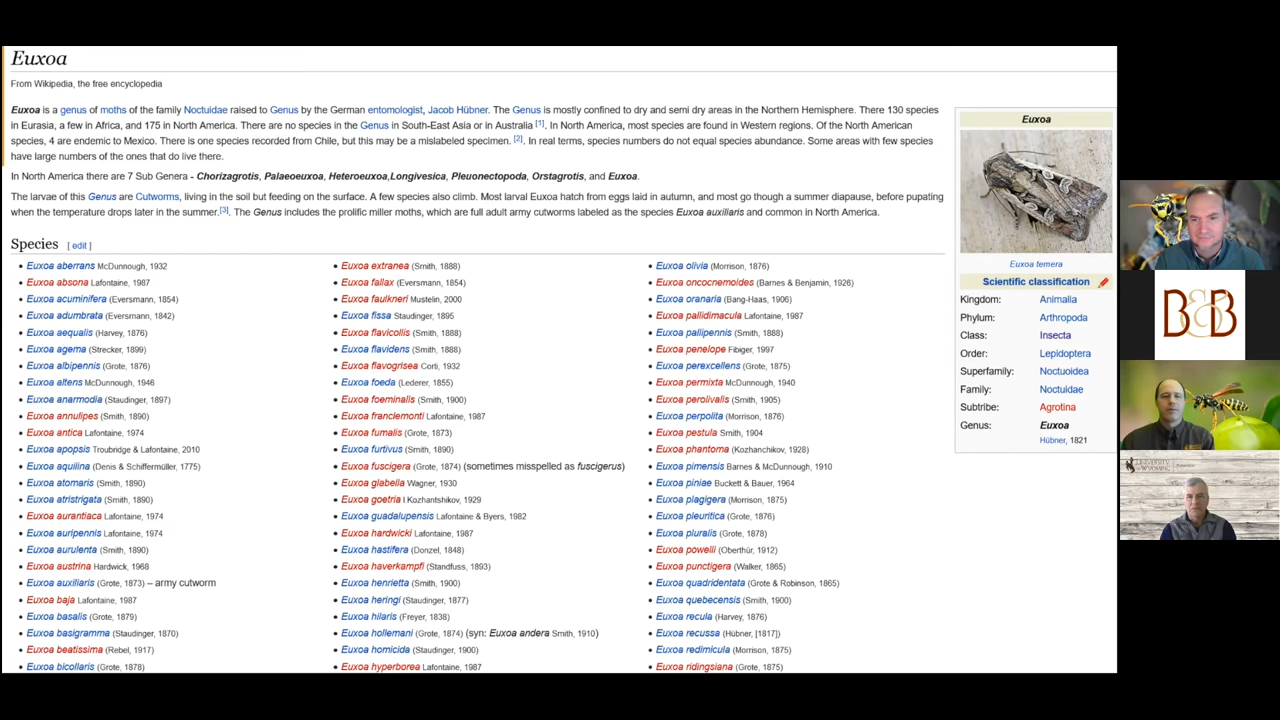 Euxoa
From Wikipedia, the free encyclopedia
Euxoa is a genus of moths of the family Noctuidae raised to Genus by the German entomologist, Jacob Hübner. The Genus is mostly confined to dry and semi dry areas in the Northern Hemisphere. There 130 species
in Eurasia, a few in Africa, and 175 in North America. There are no species in the Genus in South-East Asia or in Australia [1]. In North America, most species are found in Western regions. Of the North American
species, 4 are endemic to Mexico. There is one species recorded from Chile, but this may be a mislabeled specimen. [2]. In real terms, species numbers do not equal species abundance. Some areas with few species
have large numbers of the ones that do live there.
In North America there are 7 Sub Genera - Chorizagrotis, Palaeoeuxoa, Heteroeuxoa,Longivesica, Pleuonectopoda, Orstagrotis, and Euxoa.
The larvae of this Genus are Cutworms, living in the soil but feeding on the surface. A few species also climb. Most larval Euxoa hatch from eggs laid in autumn, and most go though a summer diapause, before pupating
when the temperature drops later in the summer.[3]. The Genus includes the prolific miller moths, which are full adult army cutworms labeled as the species Euxoa auxiliaris and common in North America.
Species [ edit ]
• Euxoa aberrans McDunnough, 1932
• Euxoa absona Lafontaine, 1987
• Euxoa acuminifera (Eversmann, 1854)
• Euxoa adumbrata (Eversmann, 1842)
• Euxoa aequalis (Harvey, 1876)
• Euxoa agema (Strecker, 1899)
• Euxoa albipennis (Grote, 1876)
• Euxoa altens McDunnough, 1946
• Euxoa anarmodia (Staudinger, 1897)
• Euxoa annulipes (Smith, 1890)
• Euxoa antica Lafontaine, 1974
• Euxoa apopsis Troubridge & Lafontaine, 2010
• Euxoa aquilina (Denis & Schiffermüller, 1775)
• Euxoa atomaris (Smith, 1890)
• Euxoa atristrigata (Smith, 1890)
• Euxoa aurantiaca Lafontaine, 1974
• Euxoa auripennis Lafontaine, 1974
• Euxoa aurulenta (Smith, 1890)
• Euxoa austrina Hardwick, 1968
• Euxoa auxiliaris (Grote, 1873) – army cutworm
• Euxoa baja Lafontaine, 1987
• Euxoa basalis (Grote, 1879)
• Euxoa basigramma (Staudinger, 1870)
• Euxoa beatissima (Rebel, 1917)
• Euxoa bicollaris (Grote, 1878)
• Euxoa extranea (Smith, 1888)
• Euxoa fallax (Eversmann, 1854)
• Euxoa faulkneri Mustelin, 2000
• Euxoa fissa Staudinger, 1895
• Euxoa flavicollis (Smith, 1888)
• Euxoa flavidens (Smith, 1888)
• Euxoa flavogrisea Corti, 1932
• Euxoa foeda (Lederer, 1855)
• Euxoa foeminalis (Smith, 1900)
• Euxoa franclemonti Lafontaine, 1987
• Euxoa fumalis (Grote, 1873)
• Euxoa furtivus (Smith, 1890)
• Euxoa fuscigera (Grote, 1874) (sometimes misspelled as fuscigerus)
• Euxoa glabella Wagner, 1930
• Euxoa goetria I Kozhantshikov, 1929
• Euxoa guadalupensis Lafontaine & Byers, 1982
• Euxoa hardwicki Lafontaine, 1987
• Euxoa hastifera (Donzel, 1848)
• Euxoa haverkampfi (Standfuss, 1893)
• Euxoa henrietta (Smith, 1900)
• Euxoa heringi (Staudinger, 1877)
• Euxoa hilaris (Freyer, 1838)
• Euxoa hollemani (Grote, 1874) (syn: Euxoa andera Smith, 1910)
• Euxoa homicida (Staudinger, 1900)
• Euxoa hyperborea Lafontaine, 1987
• Euxoa olivia (Morrison, 1876)
• Euxoa oncocnemoides (Barnes & Benjamin, 1926)
• Euxoa oranaria (Bang-Haas, 1906)
• Euxoa pallidimacula Lafontaine, 1987
• Euxoa pallipennis (Smith, 1888)
• Euxoa penelope Fibiger, 1997
• Euxoa perexcellens (Grote, 1875)
• Euxoa permixta McDunnough, 1940
• Euxoa perolivalis (Smith, 1905)
• Euxoa perpolita (Morrison, 1876)
• Euxoa pestula Smith, 1904
• Euxoa phantoma (Kozhanchikov, 1928)
• Euxoa pimensis Barnes & McDunnough, 1910
• Euxoa piniae Buckett & Bauer, 1964
• Euxoa plagigera (Morrison, 1875)
• Euxoa pleuritica (Grote, 1876)
• Euxoa pluralis (Grote, 1878)
• Euxoa powelli (Oberthür, 1912)
• Euxoa punctigera (Walker, 1865)
• Euxoa quadridentata (Grote & Robinson, 1865)
• Euxoa quebecensis (Smith, 1900)
• Euxoa recula (Harvey, 1876)
• Euxoa recussa (Hübner, [1817])
• Euxoa redimicula (Morrison, 1875)
• Euxoa ridingsiana (Grote, 1875)
Euxoa
Euxoa temera
Scientific classification
Kingdom: Animalia
Phylum: Arthropoda
Class: Insecta
Order: Lepidoptera
Superfamily: Noctuoidea
Family: Noctuidae
Subtribe: Agrotina
Genus: Euxoa
Hübner, 1821
B&B
UNIVERSITY
OF WYOMING